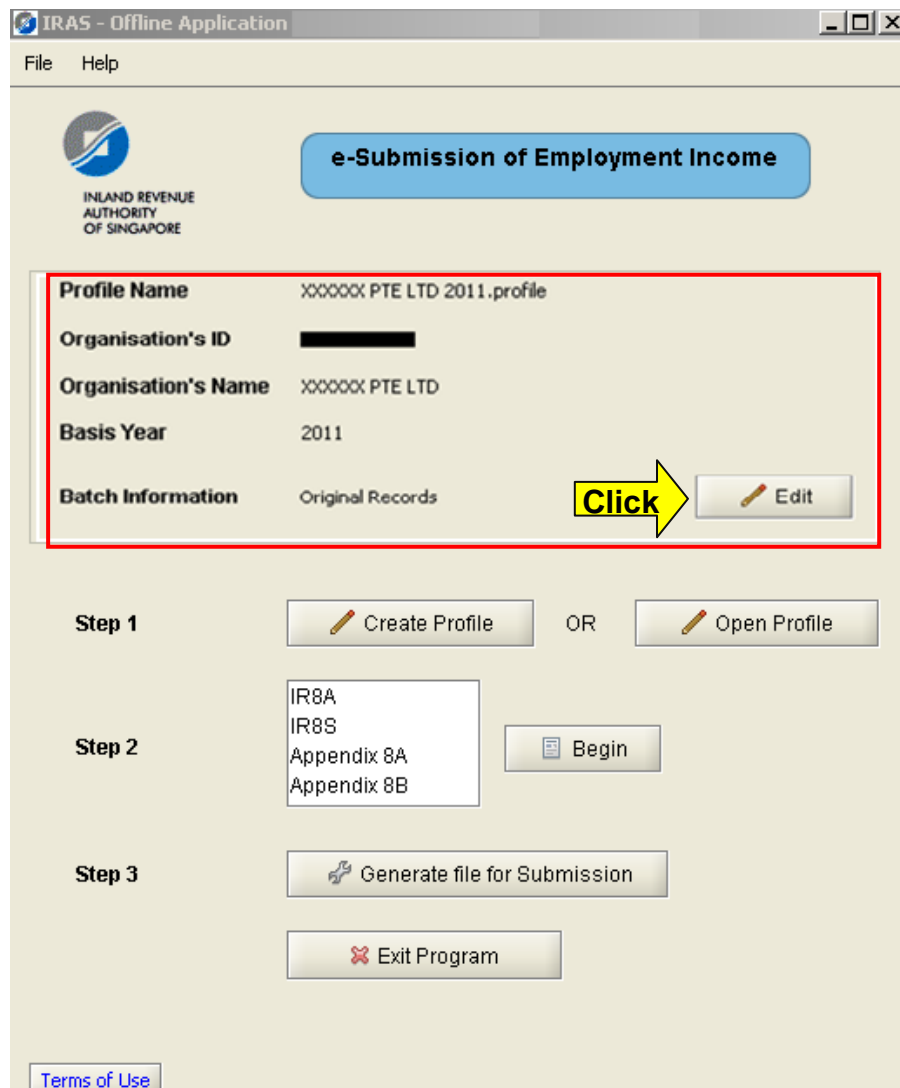 IRAS - Offline Application
File Help
INLAND REVENUE
AUTHORITY
OF SINGAPORE
e-Submission of Employment Income
Profile Name XXXXXX PTE LTD 2011.profile
Organisation's ID
Organisation's Name XXXXXX PTE LTD
Basis Year 2011
Batch Information Original Records Click Edit
Step 1 Create Profile OR Open Profile
IR8A
IR8S
Step 2 Begin
Appendix 8A
Appendix 8B
Step 3 Generate file for Submission
Exit Program
Terms of Use